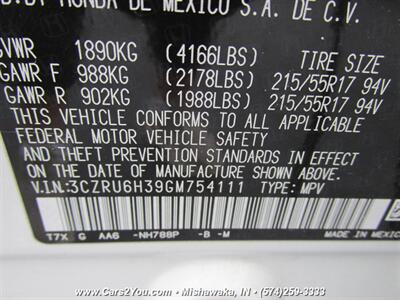 HONDA DE MEXICO S.A. DE C.V.
GVWR 1890KG (4166LBS) TIRE SIZE
GAWR F 988KG (2178LBS) 215/55R17 94V
GAWR R 902KG (1988LBS) 215/55R17 94V
THIS VEHICLE CONFORMS TO ALL APPLICABLE
FEDERAL MOTOR VEHICLE SAFETY
AND THEFT PREVENTION STANDARDS IN EFFECT
ON THE DATE OF MANUFACTURE SHOWN ABOVE.
V.I.N.:3CZRU6H39GM754111 TYPE: MPV
T7X G AA6 -NH788P -B -M
MADE IN MEXICO
www.Cars2You.com - Mishawaka, IN - (574)259-3333